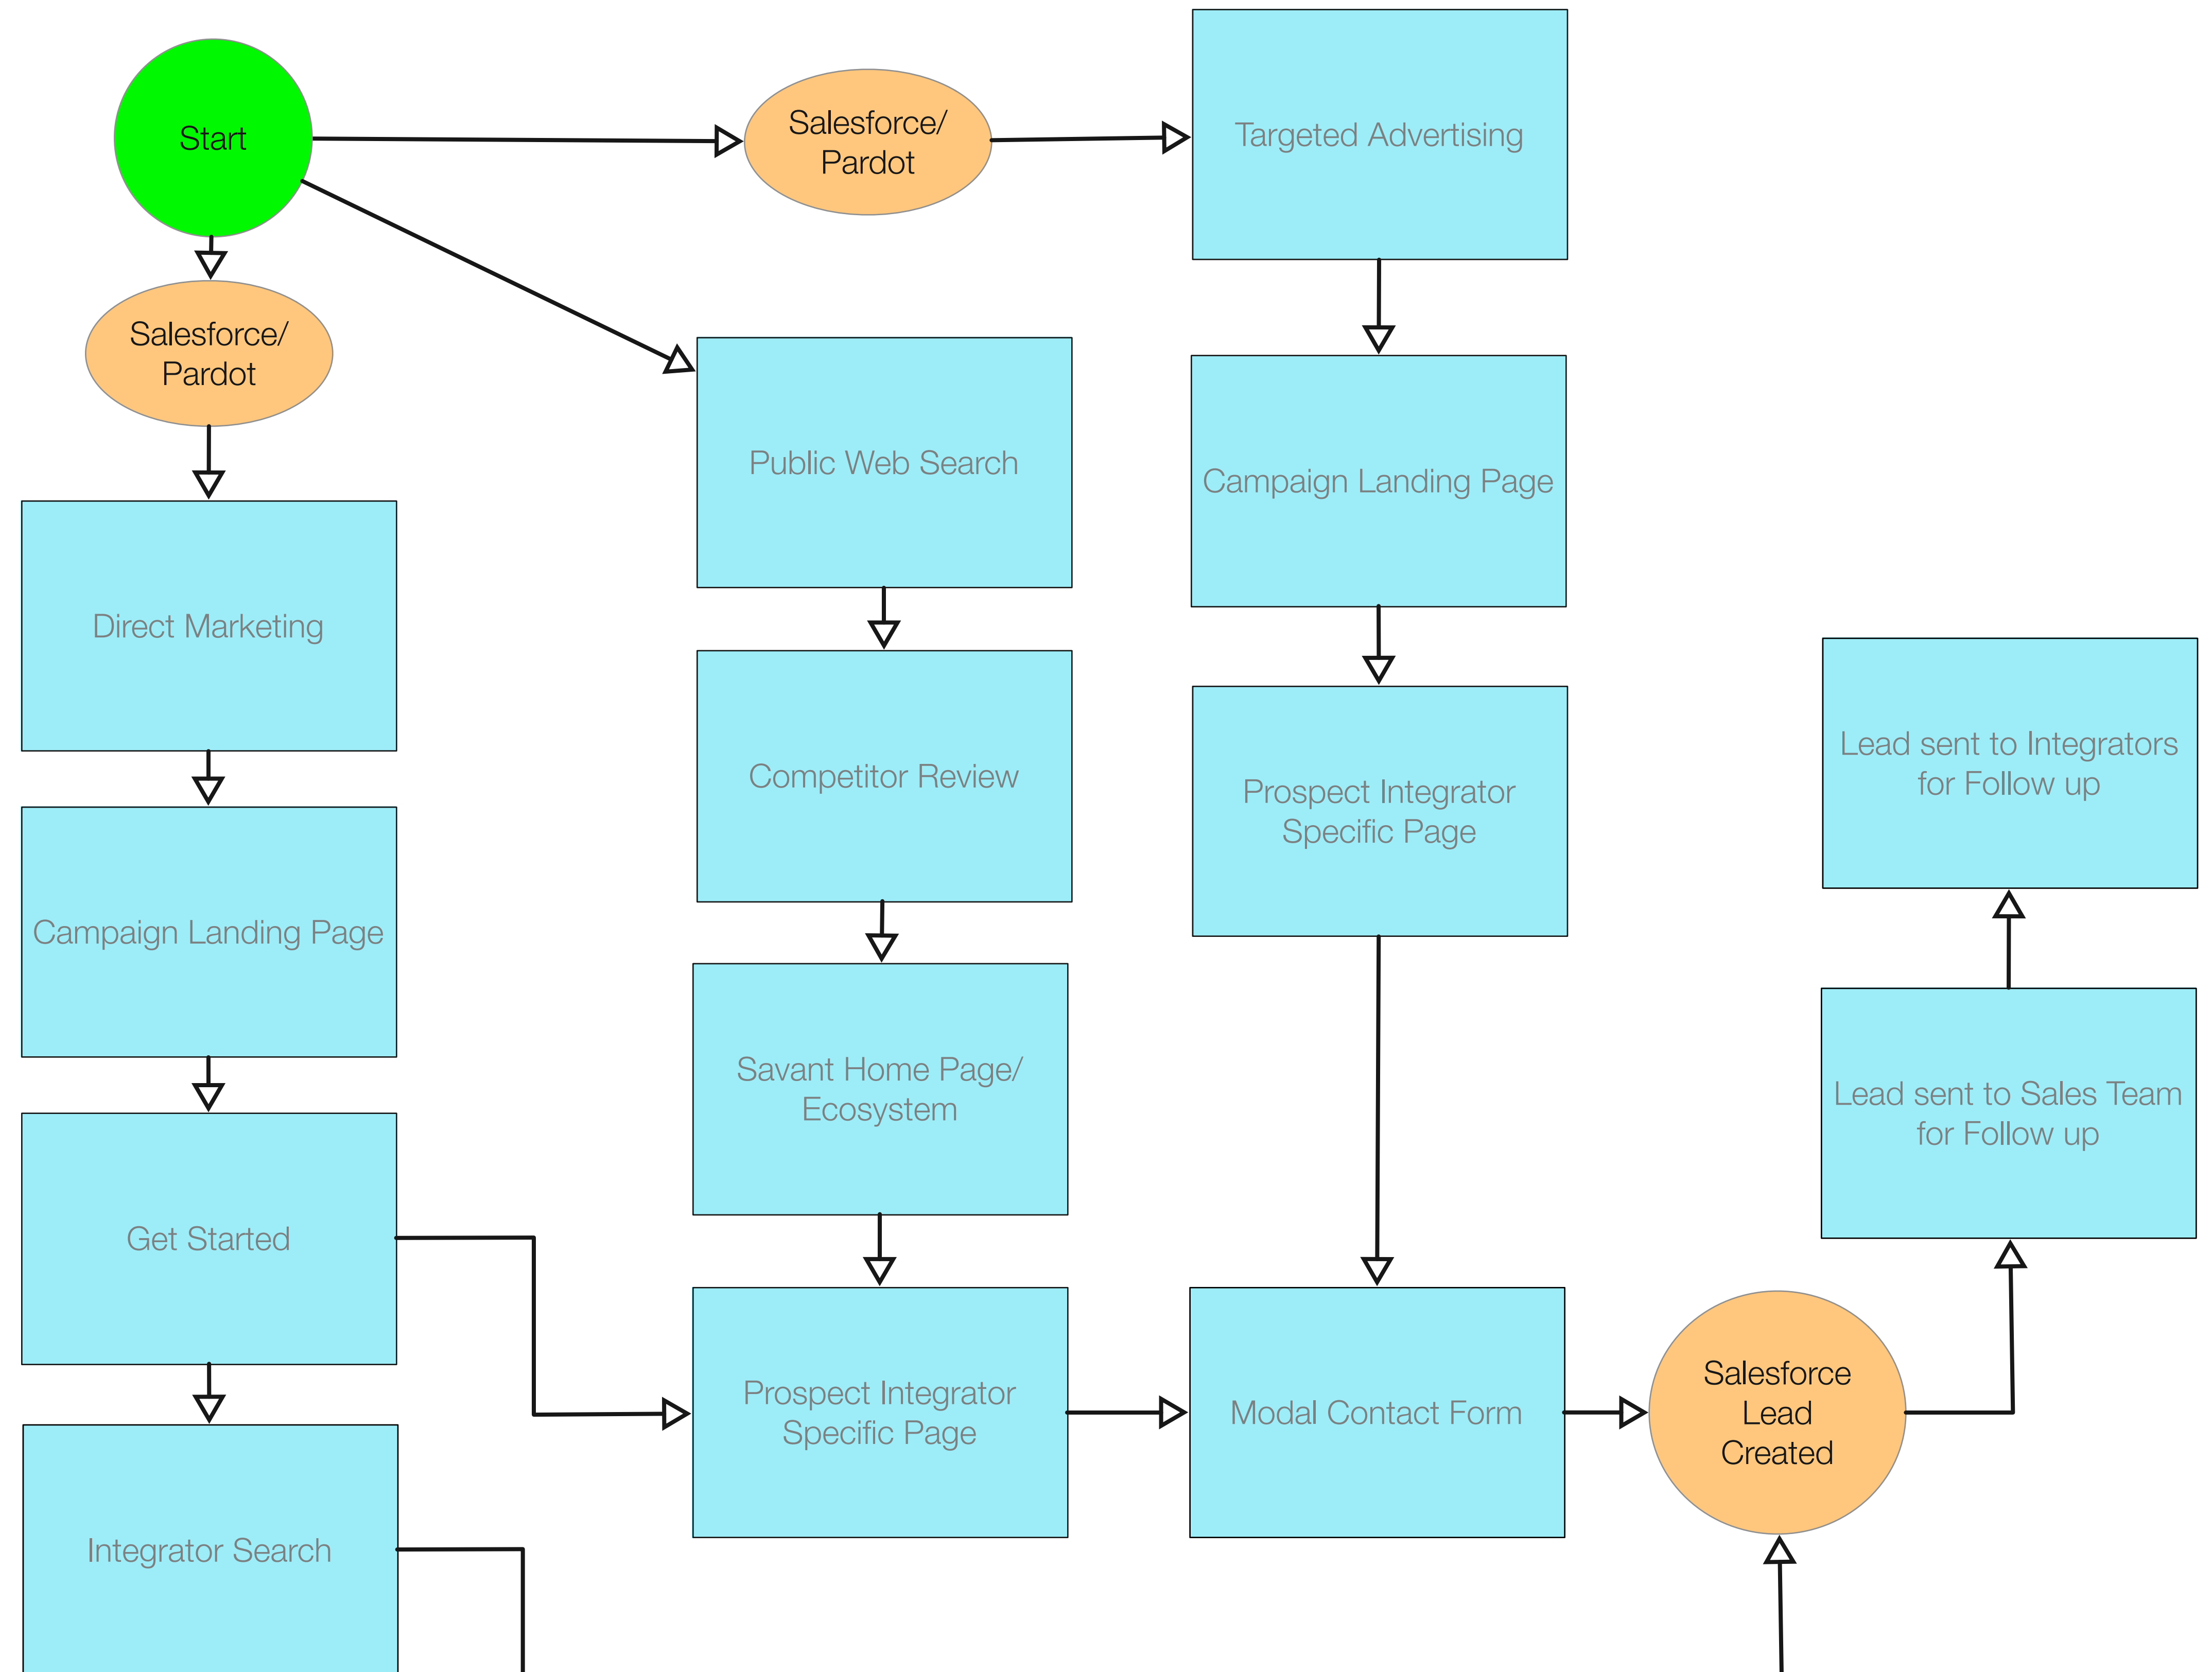 Start
Salesforce/
Pardot
Targeted Advertising
Salesforce/
Pardot
Public Web Search
Campaign Landing Page
Direct Marketing
Competitor Review
Prospect Integrator
Specific Page
Lead sent to Integrators
for Follow up
Campaign Landing Page
Savant Home Page/
Ecosystem
Lead sent to Sales Team
for Follow up
Get Started
Prospect Integrator
Specific Page
Modal Contact Form
Salesforce
Lead
Created
Integrator Search